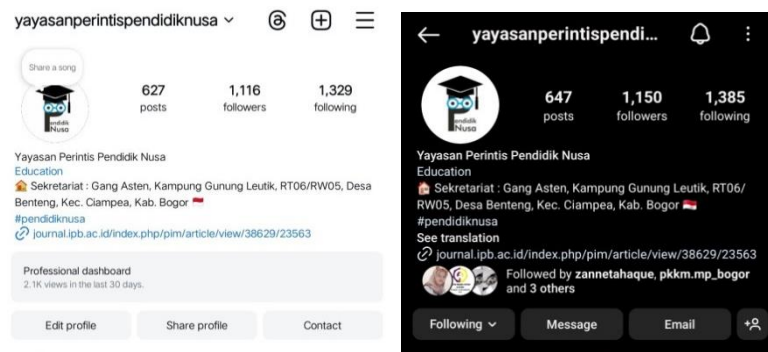 yayasanperintispendidiknusa
Share a song
endidik
Nusa
627 1,116 1,329
posts followers following
Yayasan Perintis Pendidik Nusa
Education
Sekretariat : Gang Asten, Kampung Gunung Leutik, RT06/RW05, Desa
Benteng, Kec. Ciampea, Kab. Bogor
#pendidiknusa
journal.ipb.ac.id/index.php/pim/article/view/38629/23563
Professional dashboard
2.1K views in the last 30 days.
Edit profile Share profile Contact
yayasanperintispendi...
endidik
Nusa
647 1,150 1,385
posts followers following
Yayasan Perintis Pendidik Nusa
Education
Sekretariat : Gang Asten, Kampung Gunung Leutik, RT06/
RW05, Desa Benteng, Kec. Ciampea, Kab. Bogor
#pendidiknusa
See translation
journal.ipb.ac.id/index.php/pim/article/view/38629/23563
Followed by zannetahaque, pkkm.mp_bogor
and 3 others
Following Message Email